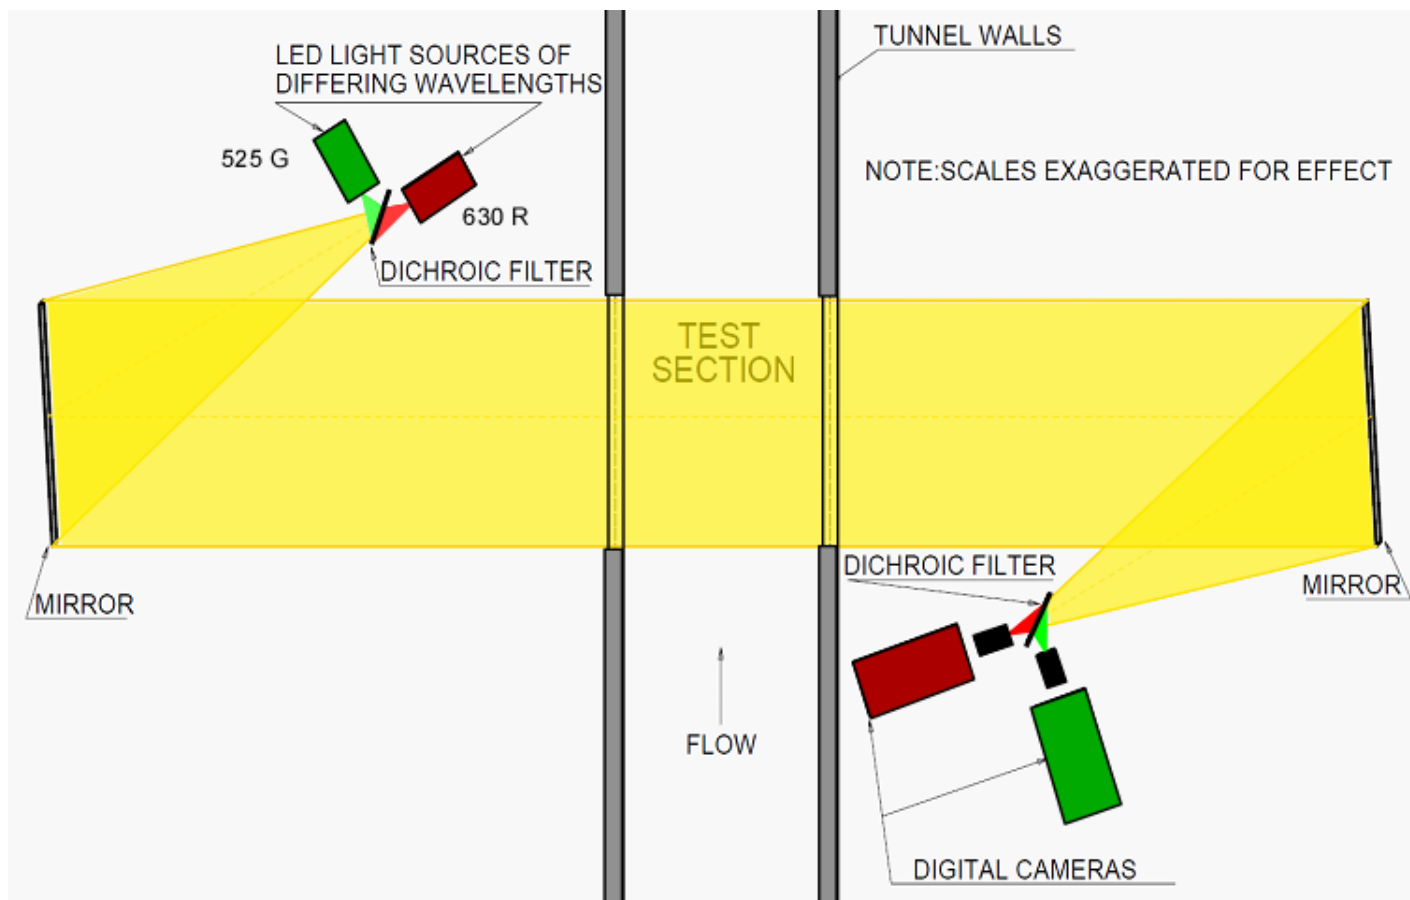 LED LIGHT SOURCES OF
DIFFERING WAVELENGTHS
TUNNEL WALLS
525 G
NOTE:SCALES EXAGGERATED FOR EFFECT
630 R
DICHROIC FILTER
TEST
SECTION
DICHROIC FILTER
MIRROR
MIRROR
FLOW
DIGITAL CAMERAS